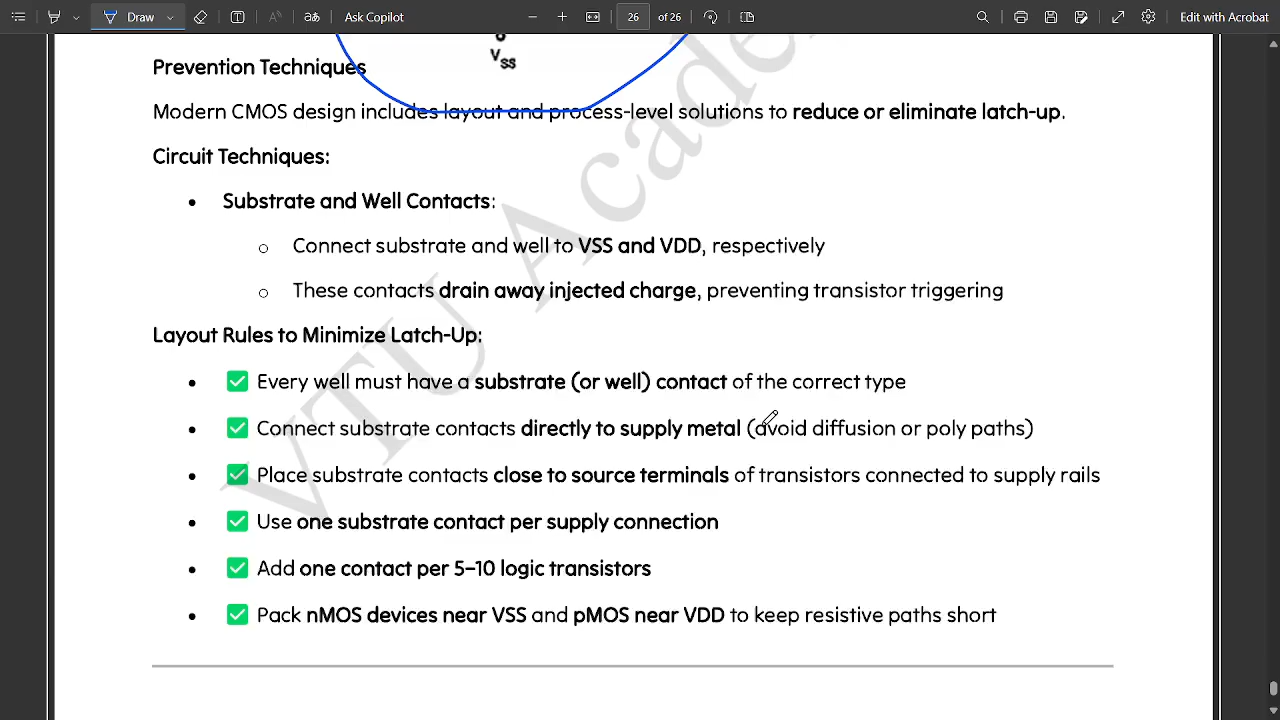 Draw
Ask Copilot
26 of 26
Edit with Acrobat
VSS
Prevention Techniques
Modern CMOS design includes layout and process-level solutions to reduce or eliminate latch-up.
Circuit Techniques:
• Substrate and Well Contacts:
o Connect substrate and well to VSS and VDD, respectively
o These contacts drain away injected charge, preventing transistor triggering
Layout Rules to Minimize Latch-Up:
• ✅ Every well must have a substrate (or well) contact of the correct type
• ✅ Connect substrate contacts directly to supply metal (avoid diffusion or poly paths)
• ✅ Place substrate contacts close to source terminals of transistors connected to supply rails
• ✅ Use one substrate contact per supply connection
• ✅ Add one contact per 5–10 logic transistors
• ✅ Pack nMOS devices near VSS and pMOS near VDD to keep resistive paths short
VTU